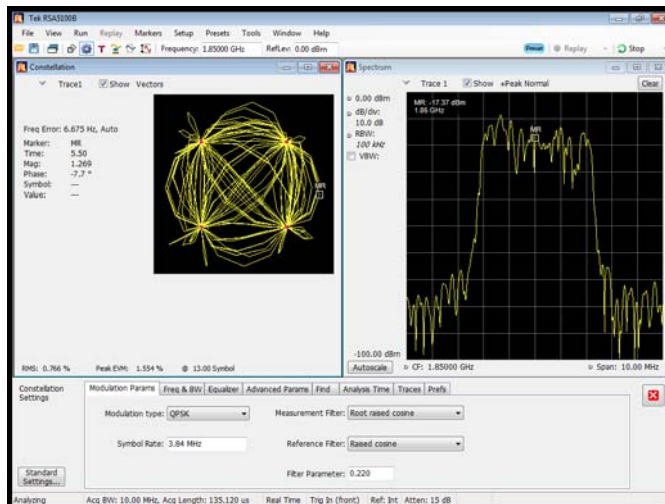 Tek RSA5100B
File View Run Replay Markers Setup Presets Tools Window Help
T Frequency: 1.85000 GHz RefLev: 0.00 dBm Preset Replay Stop
Constellation
Trace1 Show Vectors
Freq Error: 6.675 Hz, Auto
Marker: MR
Time: 5.50
Mag: 1.269
Phase: -7.7 °
Symbol: ---
Value: ---
MR
RMS: 0.766 % Peak EVM: 1.554 % @ 13.00 Symbol
Spectrum
Trace 1 Show +Peak Normal Clear
0.00 dBm
dB/div:
10.0 dB
RBW:
100 kHz
VBW:
MR: -17.37 dBm
1.85 GHz
MR
-100.00 dBm
Autoscale CF: 1.85000 GHz Span: 10.00 MHz
Constellation
Settings
Modulation Params Freq & BW Equalizer Advanced Params Find Analysis Time Traces Prefs
Modulation type: QPSK Measurement Filter: Root raised cosine
Symbol Rate: 3.84 MHz Reference Filter: Raised cosine
Filter Parameter: 0.220
Standard
Settings...
Analyzing Acq BW: 10.00 MHz, Acq Length: 135.120 us Real Time Trig In (front) Ref: Int Atten: 15 dB